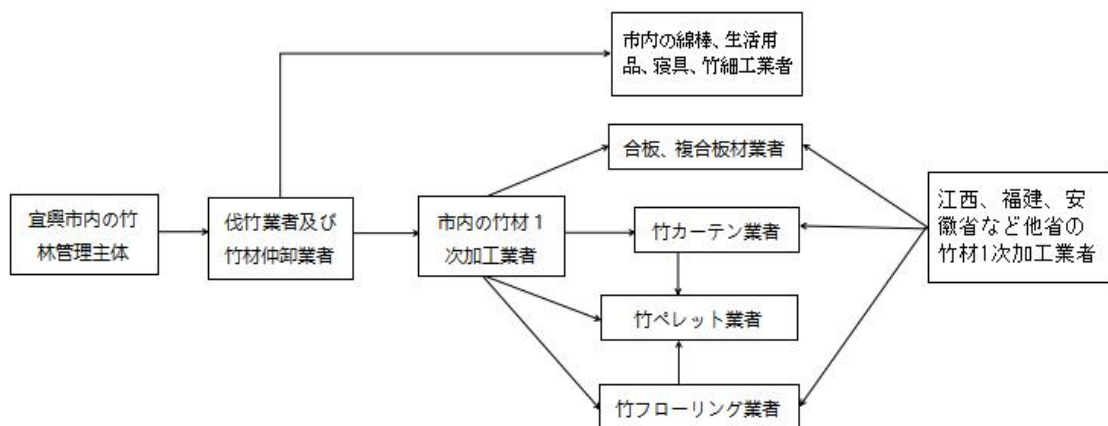 市内の綿棒、生活用
品、寝具、竹細工業者
合板、複合板材業者
宜興市内の竹
林管理主体
伐竹業者及び
竹材仲卸業者
市内の竹材1
次加工業者
竹カーテン業者
江西、福建、安
徽省など他省の
竹材1次加工業者
竹ペレット業者
竹フローリング業者